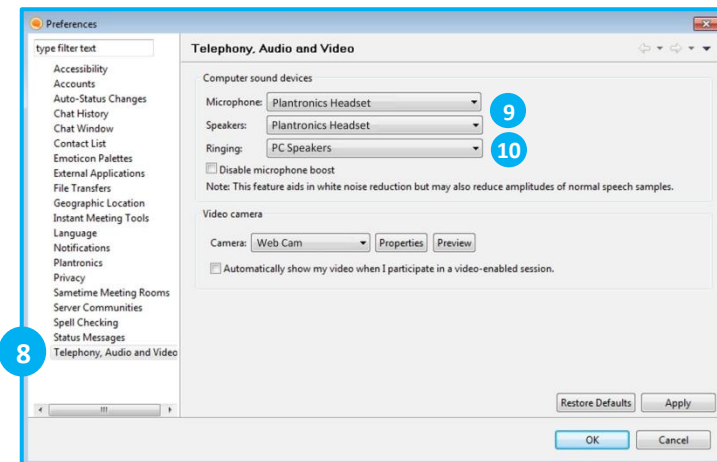 Preferences
type filter text
Accessibility
Accounts
Auto-Status Changes
Chat History
Chat Window
Contact List
Emoticon Palettes
External Applications
File Transfers
Geographic Location
Instant Meeting Tools
Language
Notifications
Plantronics
Privacy
Sametime Meeting Rooms
Server Communities
Spell Checking
Status Messages
8 Telephony, Audio and Video
Telephony, Audio and Video
Computer sound devices
Microphone: Plantronics Headset
9
Speakers: Plantronics Headset
Ringing: PC Speakers 10
Disable microphone boost
Note: This feature aids in white noise reduction but may also reduce amplitudes of normal speech samples.
Video camera
Camera: Web Cam Properties Preview
Automatically show my video when I participate in a video-enabled session.
Restore Defaults Apply
OK Cancel